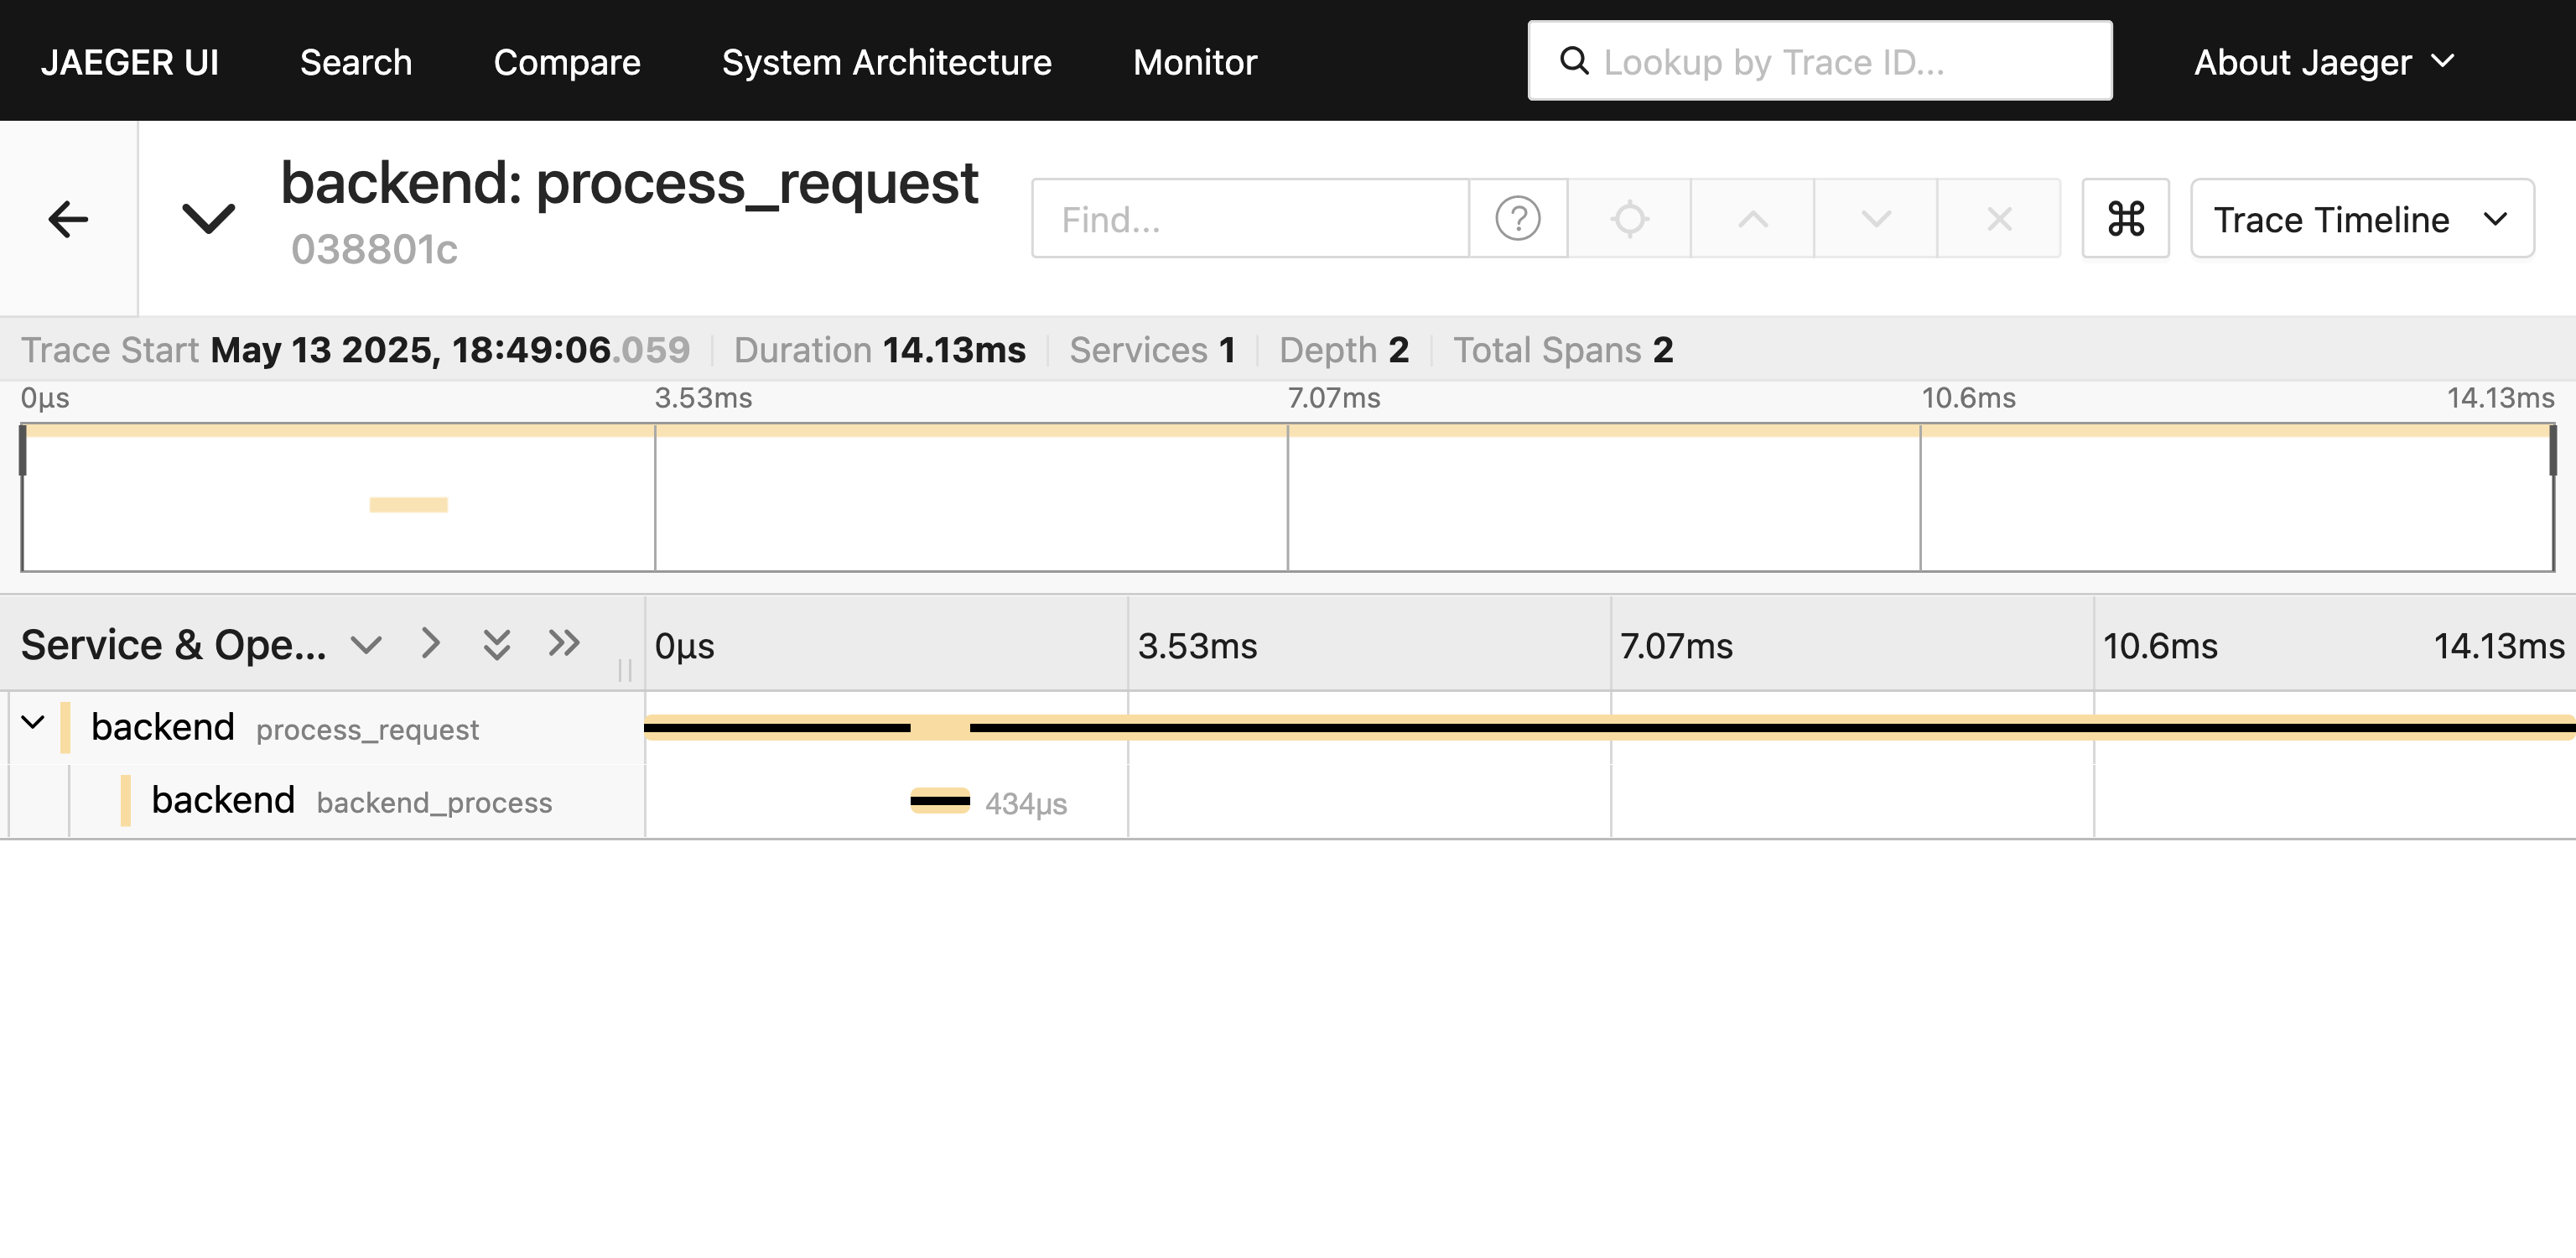 JAEGER UI Search Compare System Architecture Monitor Lookup by Trace ID... About Jaeger
backend: process_request
038801c
Find...
Trace Timeline
Trace Start May 13 2025, 18:49:06.059 Duration 14.13ms Services 1 Depth 2 Total Spans 2
0μs 3.53ms 7.07ms 10.6ms 14.13ms
Service & Ope... 0μs 3.53ms 7.07ms 10.6ms 14.13ms
backend process_request
backend backend_process 434μs